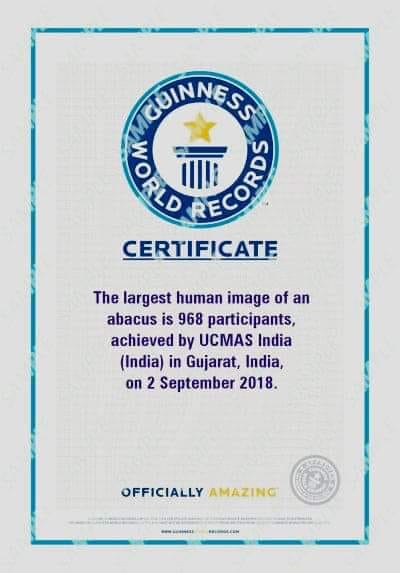 GUINNESS
WORLD RECORDS
CERTIFICATE
The largest human image of an
abacus is 968 participants,
achieved by UCMAS India
(India) in Gujarat, India,
on 2 September 2018.
OFFICIALLY AMAZING
WWW.GUINNESSWORLDRECORDS.COM